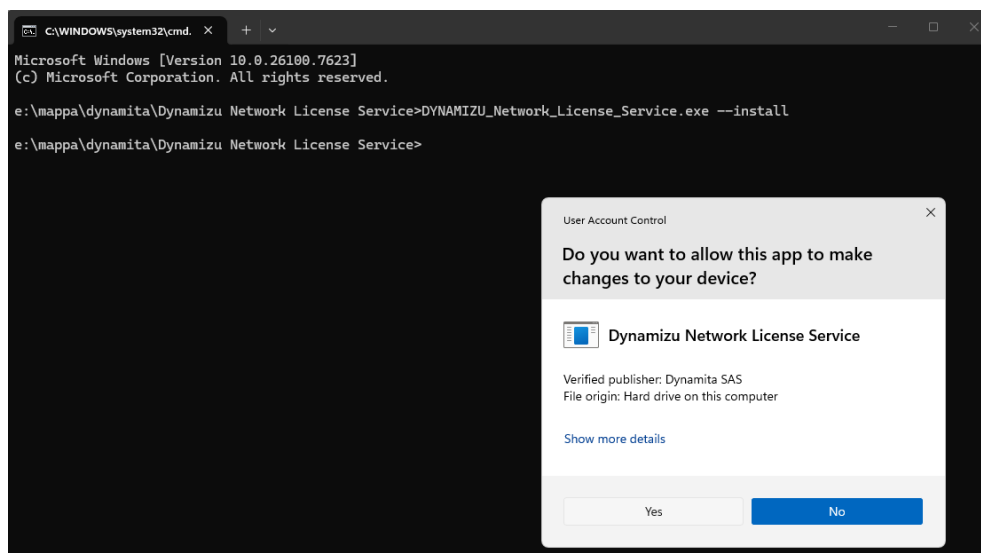 C:\WINDOWS\system32\cmd.
Microsoft Windows [Version 10.0.26100.7623]
(c) Microsoft Corporation. All rights reserved.
e:\mappa\dynamita\Dynamizu Network License Service>DYNAMIZU_Network_License_Service.exe --install
e:\mappa\dynamita\Dynamizu Network License Service>
User Account Control
Do you want to allow this app to make
changes to your device?
Dynamizu Network License Service
Verified publisher: Dynamita SAS
File origin: Hard drive on this computer
Show more details
Yes
No